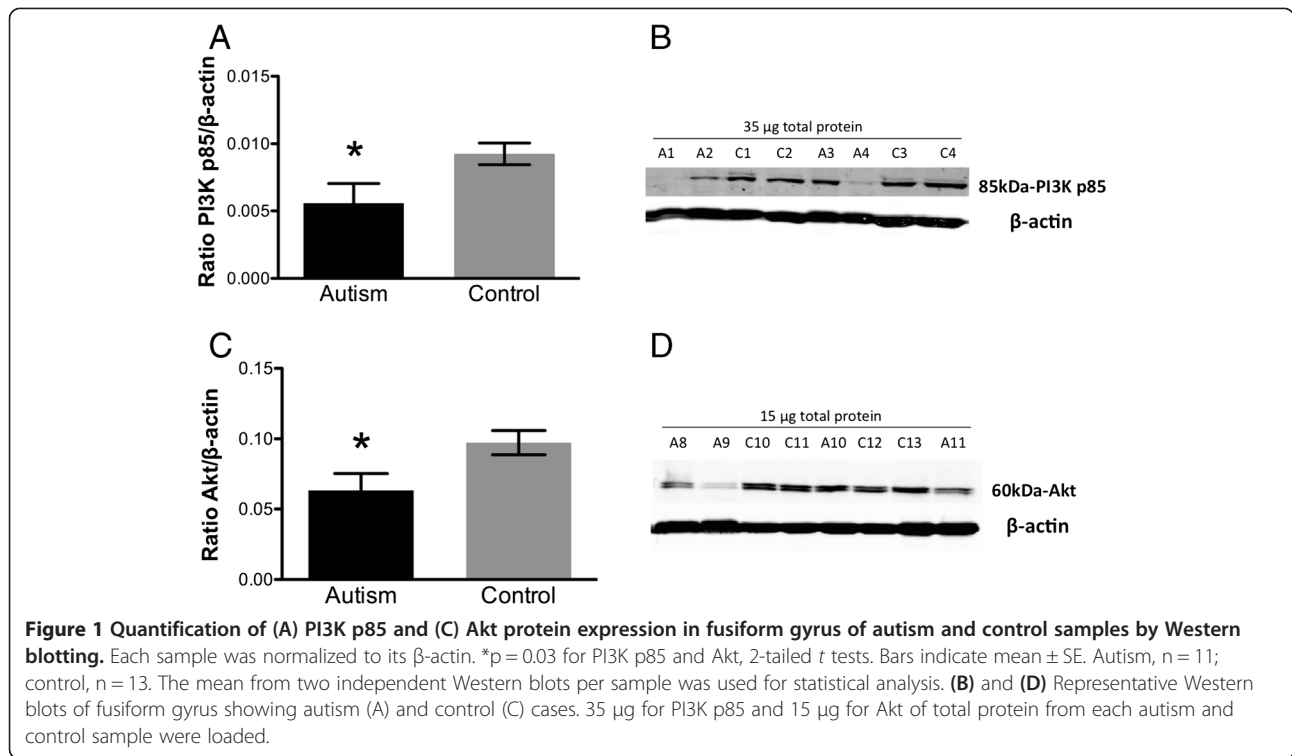 A
Ratio PI3K p85/β-actin
0.015
0.010
0.005
0.000
*
Autism Control
B
35 µg total protein
A1 A2 C1 C2 A3 A4 C3 C4
85kDa-PI3K p85
β-actin
C
Ratio Akt/β-actin
0.15
0.10
0.05
0.00
*
Autism Control
D
15 µg total protein
A8 A9 C10 C11 A10 C12 C13 A11
60kDa-Akt
β-actin
Figure 1 Quantification of (A) PI3K p85 and (C) Akt protein expression in fusiform gyrus of autism and control samples by Western
blotting. Each sample was normalized to its β-actin. *p = 0.03 for PI3K p85 and Akt, 2-tailed t tests. Bars indicate mean ± SE. Autism, n = 11;
control, n = 13. The mean from two independent Western blots per sample was used for statistical analysis. (B) and (D) Representative Western
blots of fusiform gyrus showing autism (A) and control (C) cases. 35 µg for PI3K p85 and 15 µg for Akt of total protein from each autism and
control sample were loaded.